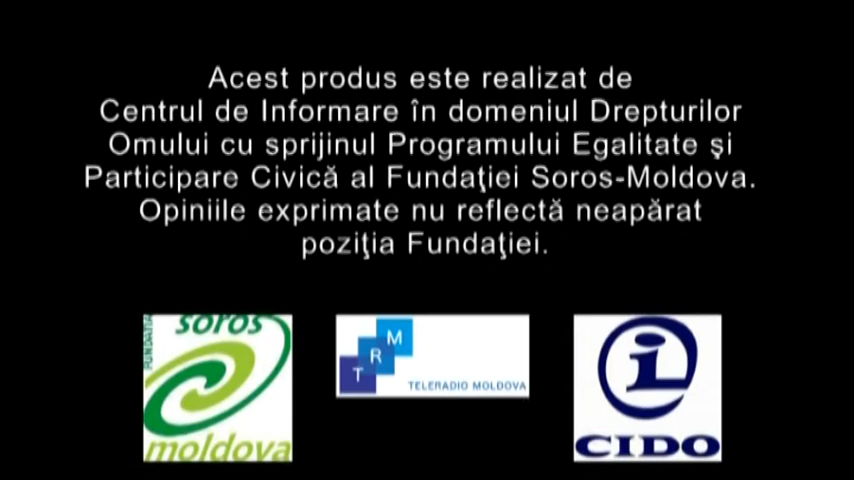 Acest produs este realizat de
Centrul de Informare în domeniul Drepturilor
Omului cu sprijinul Programului Egalitate şi
Participare Civică al Fundaţiei Soros-Moldova.
Opiniile exprimate nu reflectă neapărat
poziţia Fundaţiei.
FUNDATIA
soros
moldova
T R M
TELERADIO MOLDOVA
CIDO